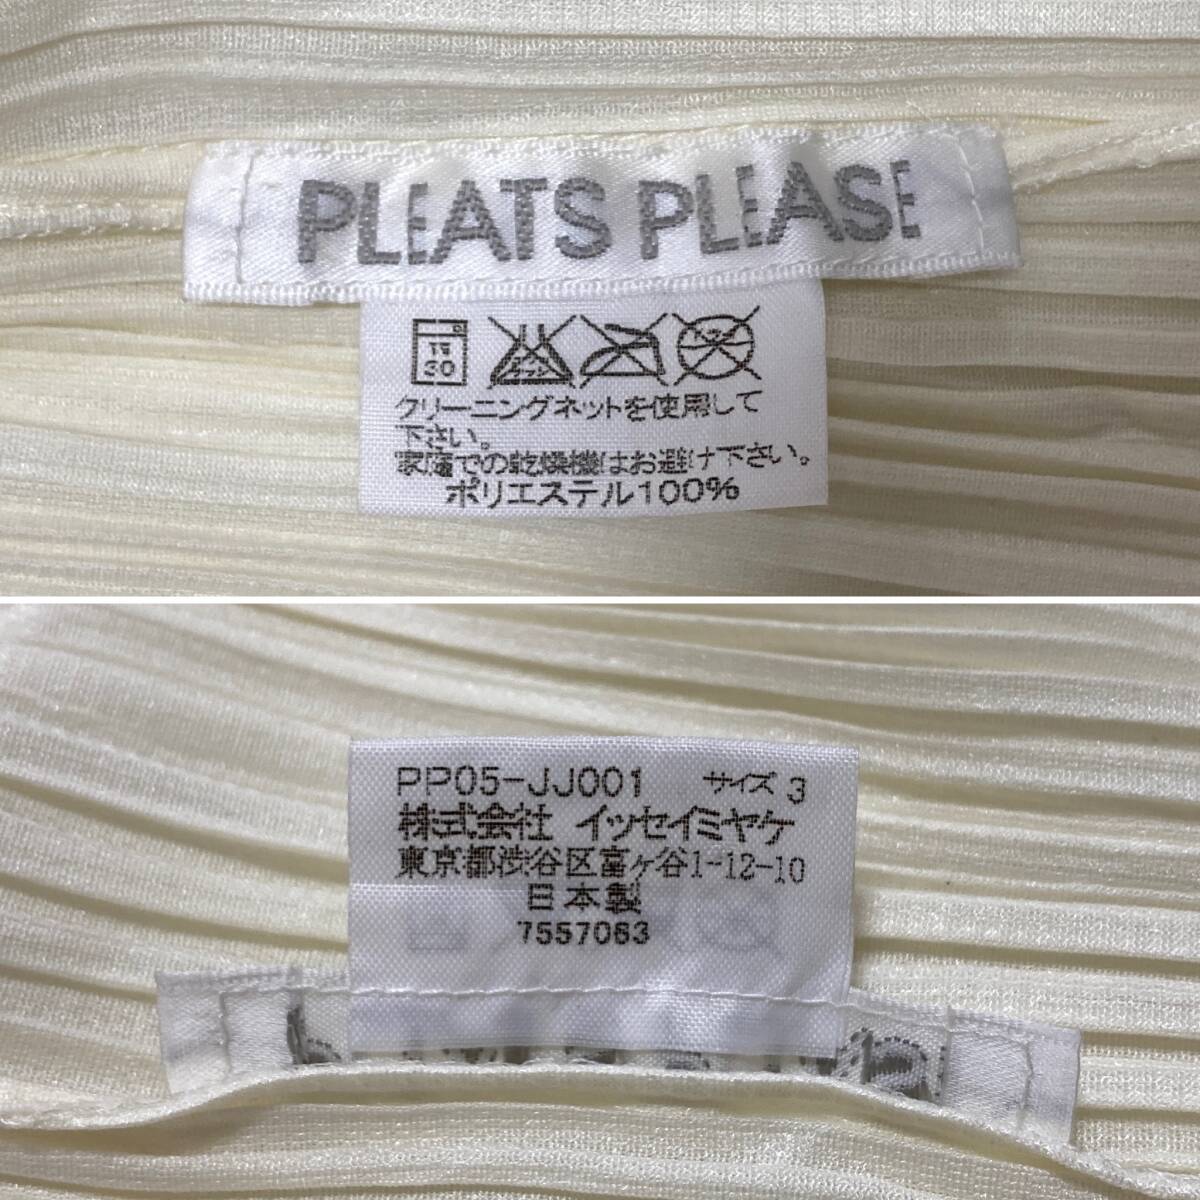 PLEATS PLEASE
クリーニングネットを使用して
下さい。
家庭での乾燥機はお避け下さい。
ポリエステル100%
PP05-JJ001 サイズ 3
株式会社 イッセイミヤケ
東京都渋谷区富ヶ谷1-12-10
日本製
7557063